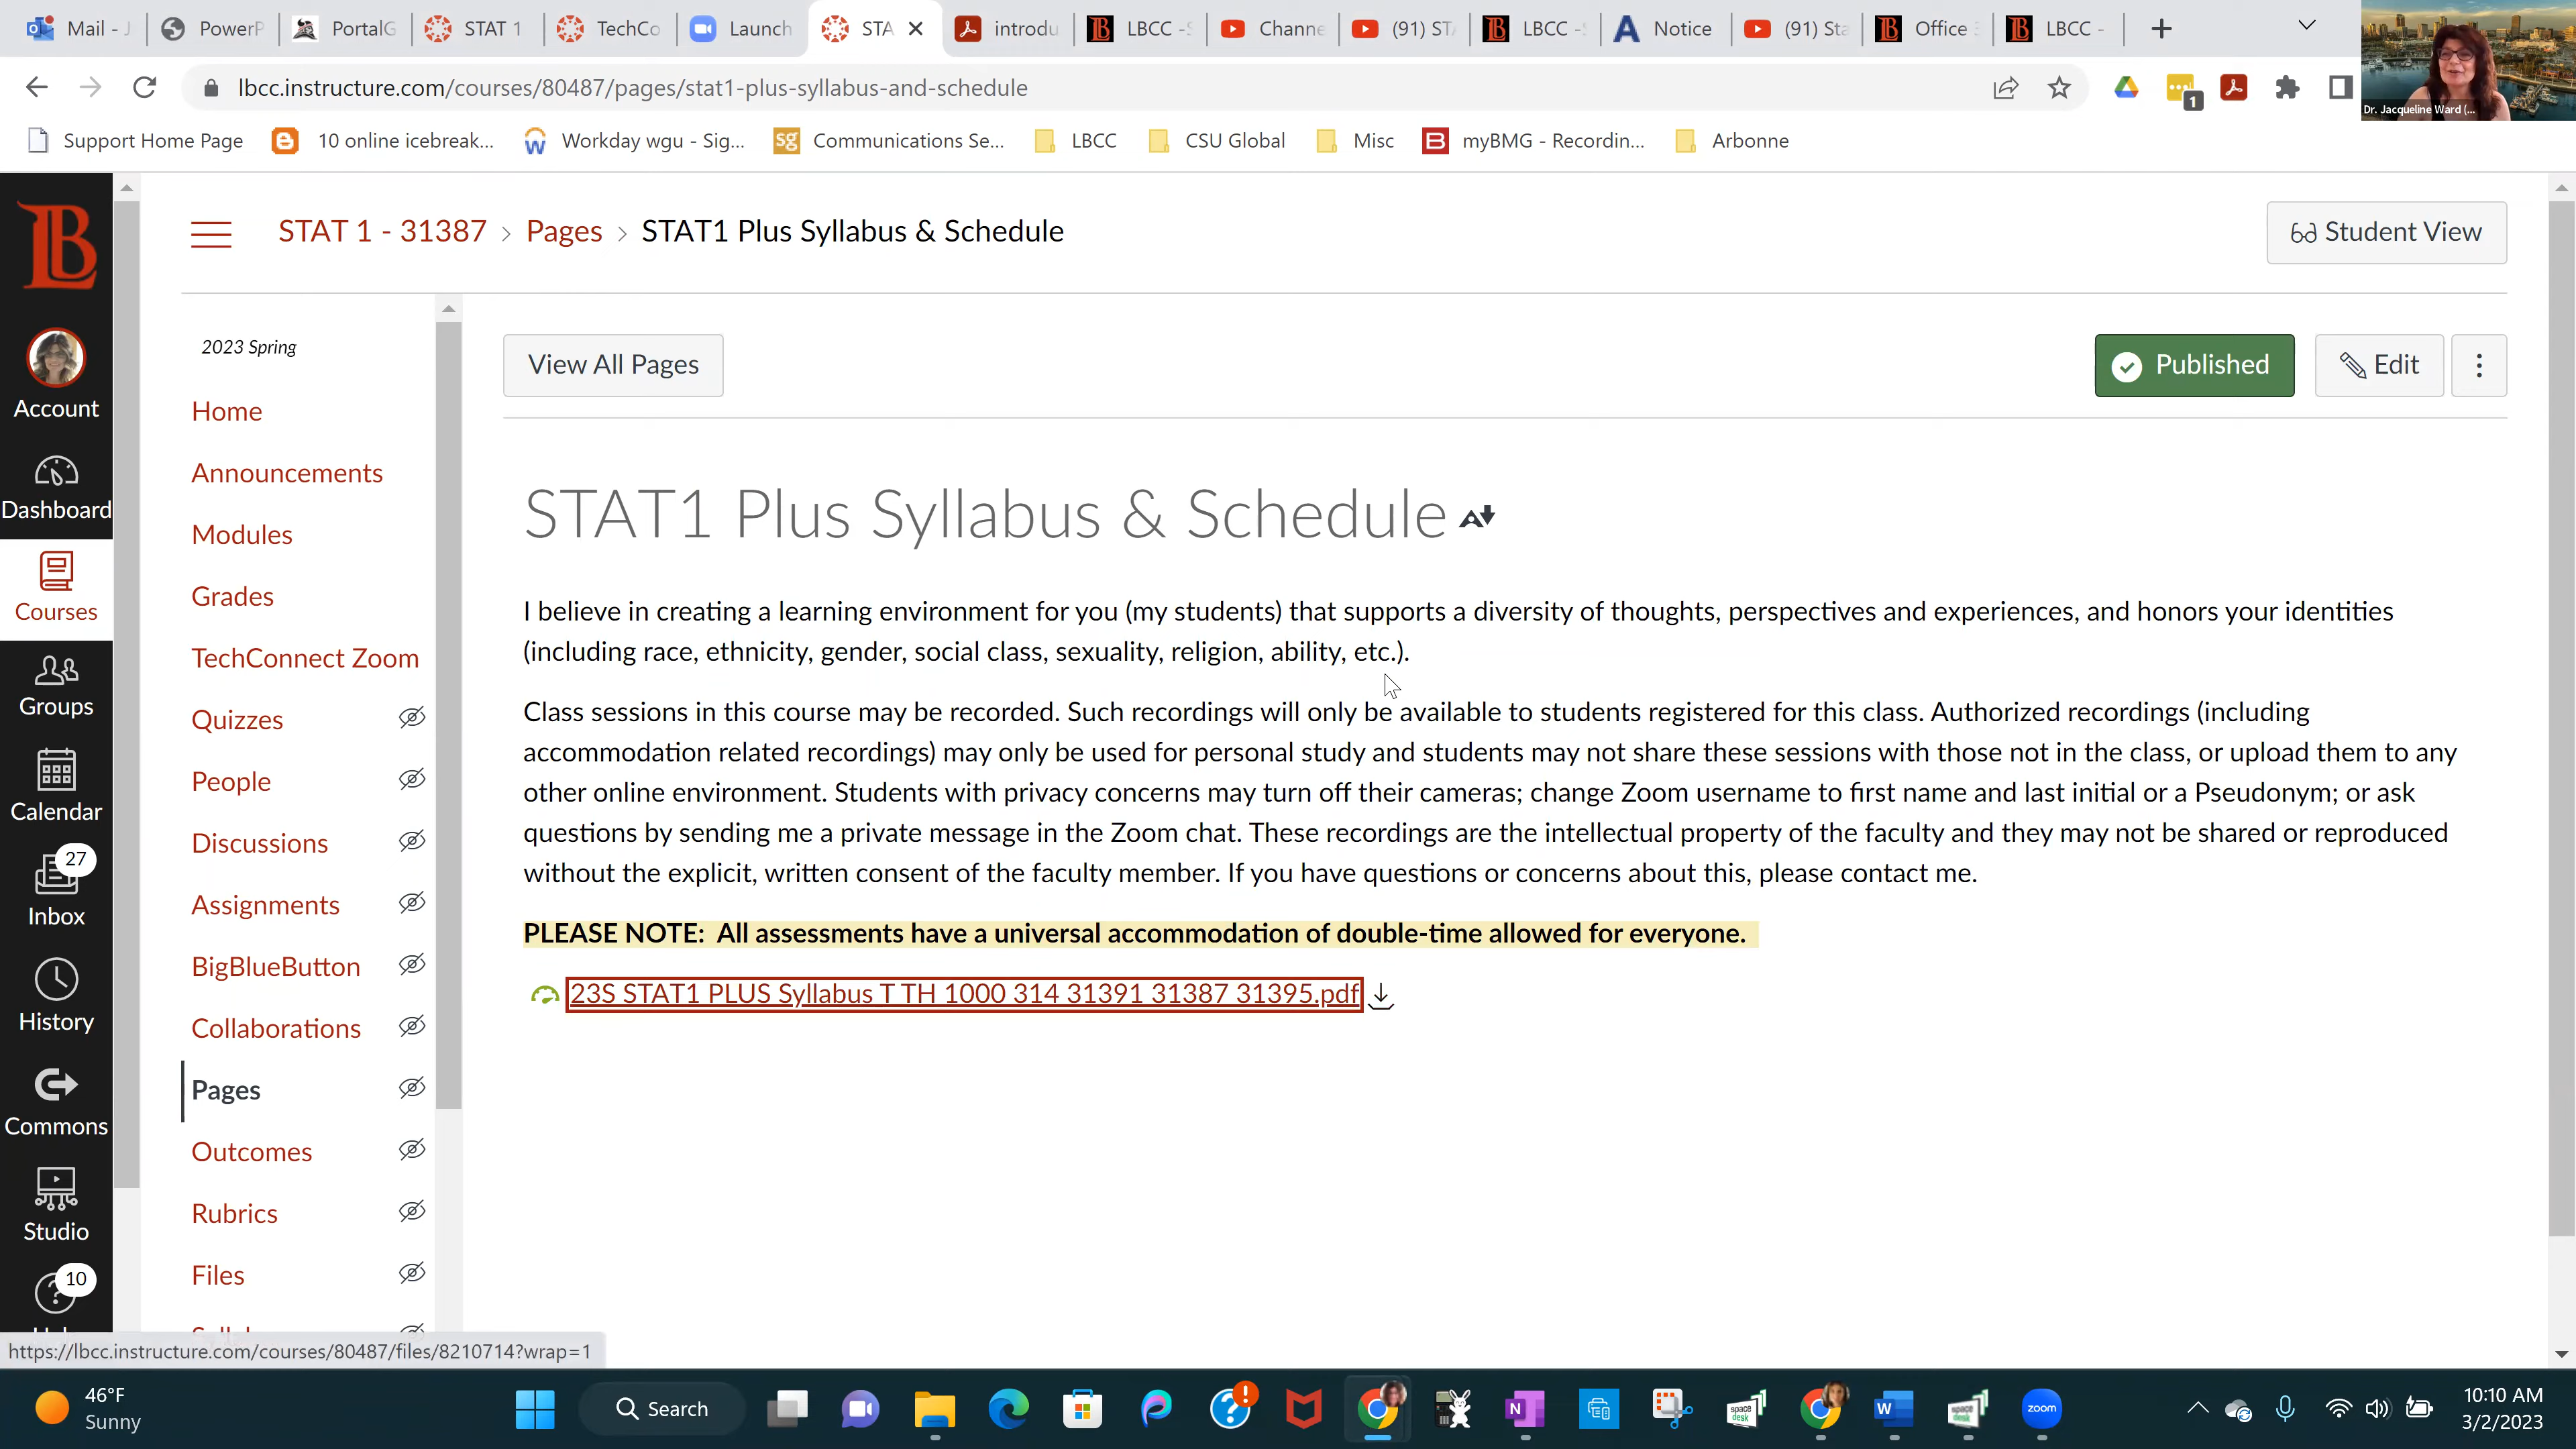 Mail - J
PowerP
PortalG
STAT 1
TechCo
Launch
STA
introdu
LBCC -S
Channe
(91) STA
LBCC -S
Notice
(91) Sta
Office 3
LBCC -
Dr. Jacqueline Ward (...
lbcc.instructure.com/courses/80487/pages/stat1-plus-syllabus-and-schedule
1
Support Home Page
10 online icebreak...
Workday wgu - Sig...
sg Communications Se...
LBCC
CSU Global
Misc
B myBMG - Recordin...
Arbonne
LB
STAT 1 - 31387 > Pages > STAT1 Plus Syllabus & Schedule
Student View
Account
Dashboard
Courses
Groups
Calendar
27
Inbox
History
Commons
Studio
10
2023 Spring
Home
Announcements
Modules
Grades
TechConnect Zoom
Quizzes
People
Discussions
Assignments
BigBlueButton
Collaborations
Pages
Outcomes
Rubrics
Files
View All Pages
Published
Edit
STAT1 Plus Syllabus & Schedule
I believe in creating a learning environment for you (my students) that supports a diversity of thoughts, perspectives and experiences, and honors your identities
(including race, ethnicity, gender, social class, sexuality, religion, ability, etc.).
Class sessions in this course may be recorded. Such recordings will only be available to students registered for this class. Authorized recordings (including
accommodation related recordings) may only be used for personal study and students may not share these sessions with those not in the class, or upload them to any
other online environment. Students with privacy concerns may turn off their cameras; change Zoom username to first name and last initial or a Pseudonym; or ask
questions by sending me a private message in the Zoom chat. These recordings are the intellectual property of the faculty and they may not be shared or reproduced
without the explicit, written consent of the faculty member. If you have questions or concerns about this, please contact me.
PLEASE NOTE: All assessments have a universal accommodation of double-time allowed for everyone.
23S STAT1 PLUS Syllabus T TH 1000 314 31391 31387 31395.pdf
https://lbcc.instructure.com/courses/80487/files/8210714?wrap=1
46°F
Sunny
Search
space desk
space desk
zoom
10:10 AM
3/2/2023